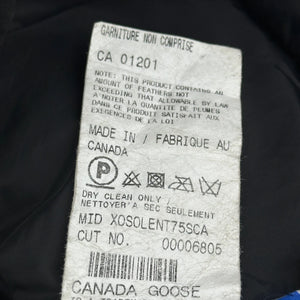 GARNITURE NON COMPRISE
CA 01201
NOTE: THIS PRODUCT CONTAINS AN
AMOUNT OF FEATHERS NOT
EXCEEDING THAT ALLOWABLE BY LAW
A NOTER LA QUANTITE DE PLUMES
DANS CE PRODUIT N'EXCEDE PAS AUX
EXIGENCES DE LA LOI
MADE IN / FABRIQUE AU
CANADA
P
DRY CLEAN ONLY /
NETTOYER A SEC SEULEMENT
MID XOSOLENT75SCA
CUT NO. 00006805
CANADA GOOSE